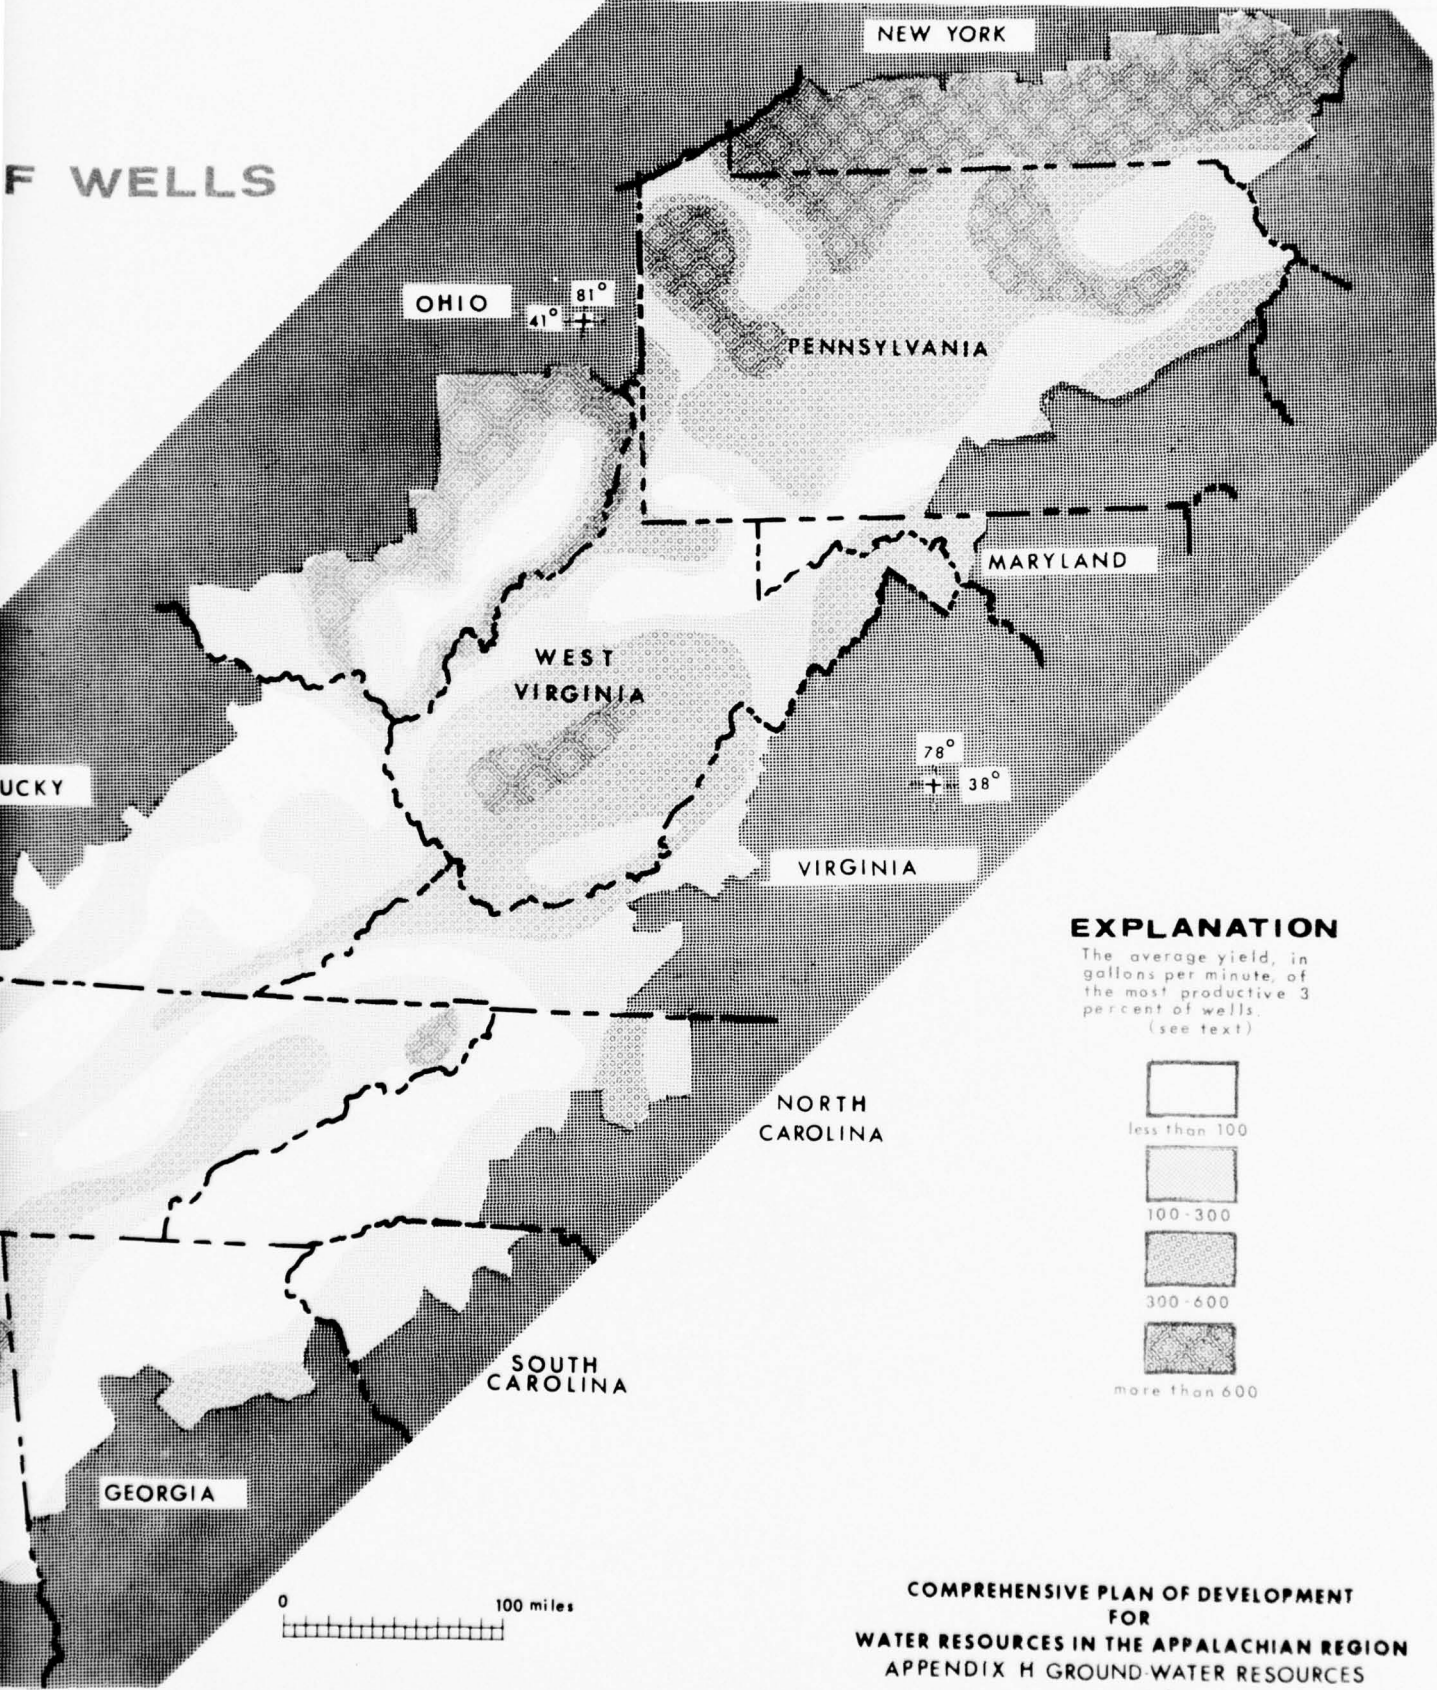 NEW YORK
F WELLS
OHIO
81°
41°
PENNSYLVANIA
MARYLAND
WEST
VIRGINIA
78°
38°
UCKY
VIRGINIA
EXPLANATION
The average yield, in
gallons per minute, of
the most productive 3
percent of wells.
(see text)
less than 100
100-300
300-600
more than 600
NORTH
CAROLINA
SOUTH
CAROLINA
GEORGIA
0
100 miles
COMPREHENSIVE PLAN OF DEVELOPMENT
FOR
WATER RESOURCES IN THE APPALACHIAN REGION
APPENDIX H GROUND-WATER RESOURCES